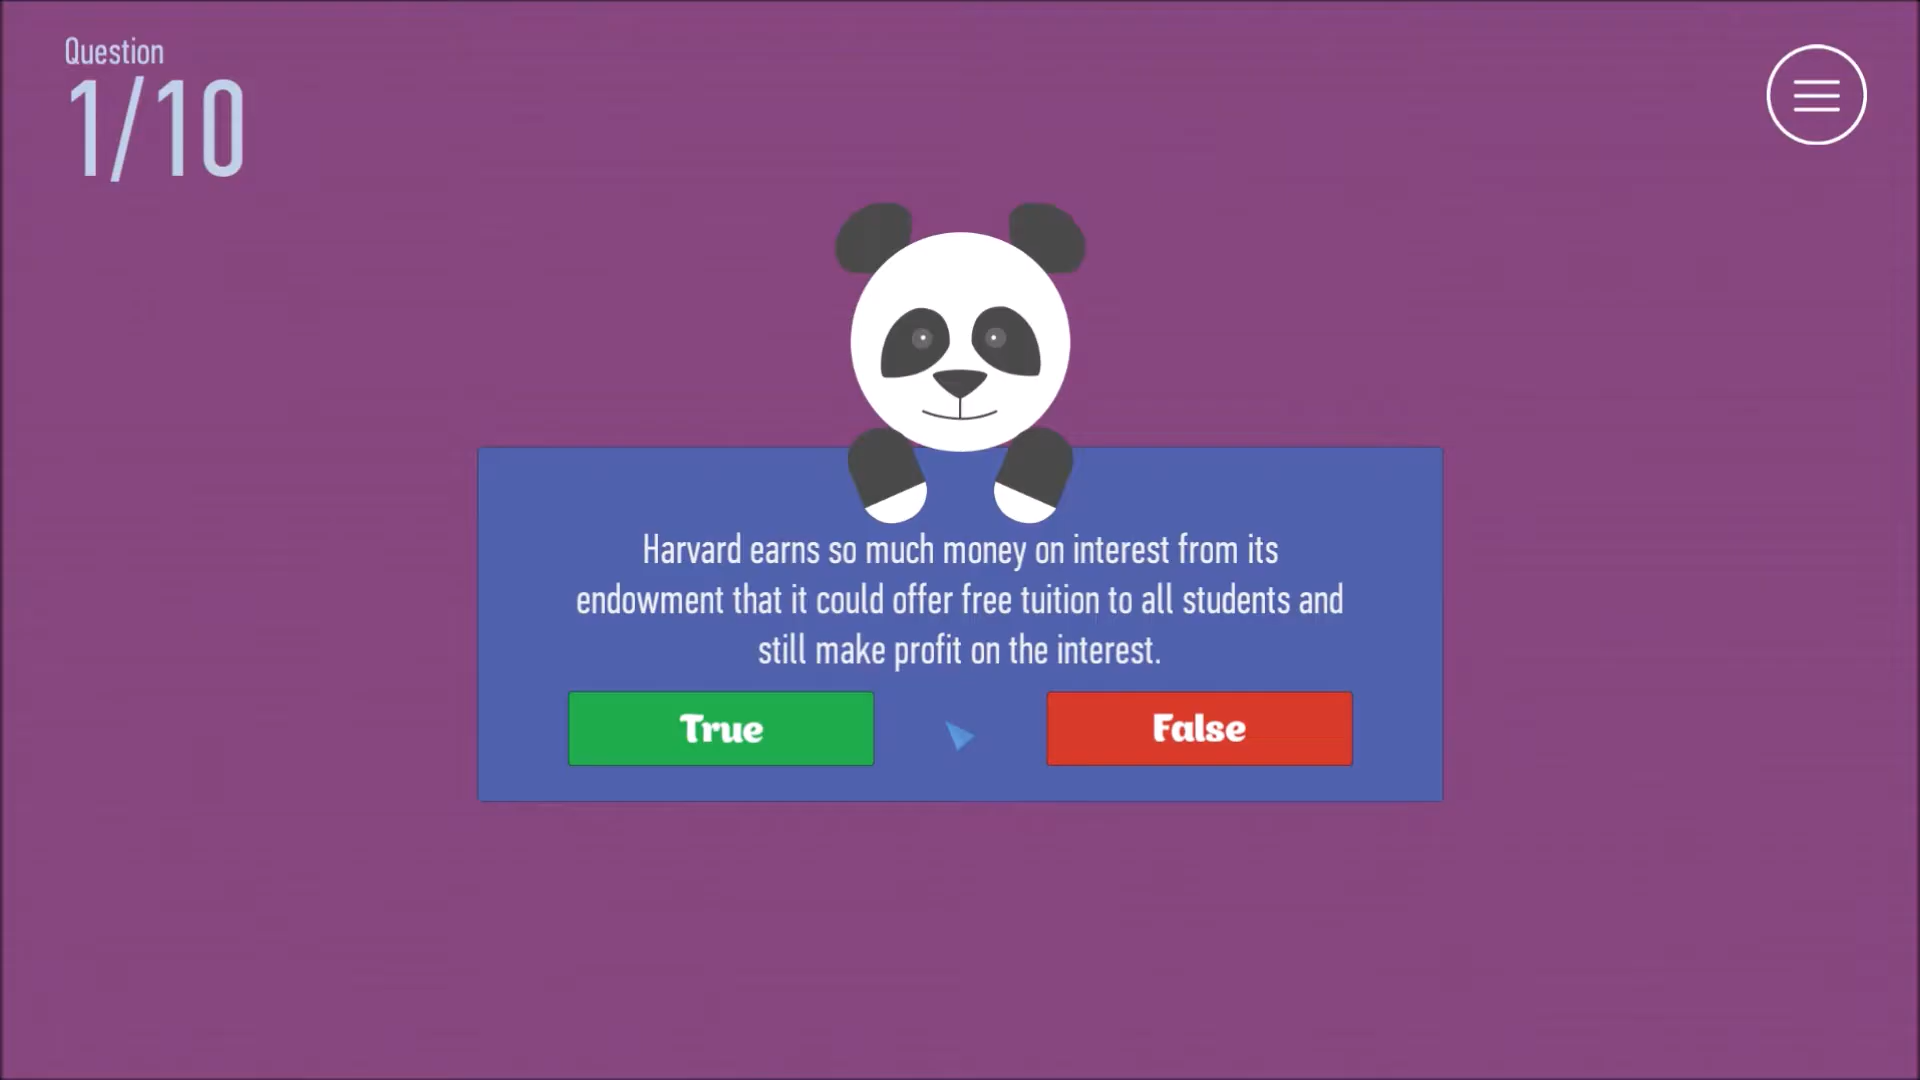 Question
1/10
Harvard earns so much money on interest from its
endowment that it could offer free tuition to all students and
still make profit on the interest.
True
False